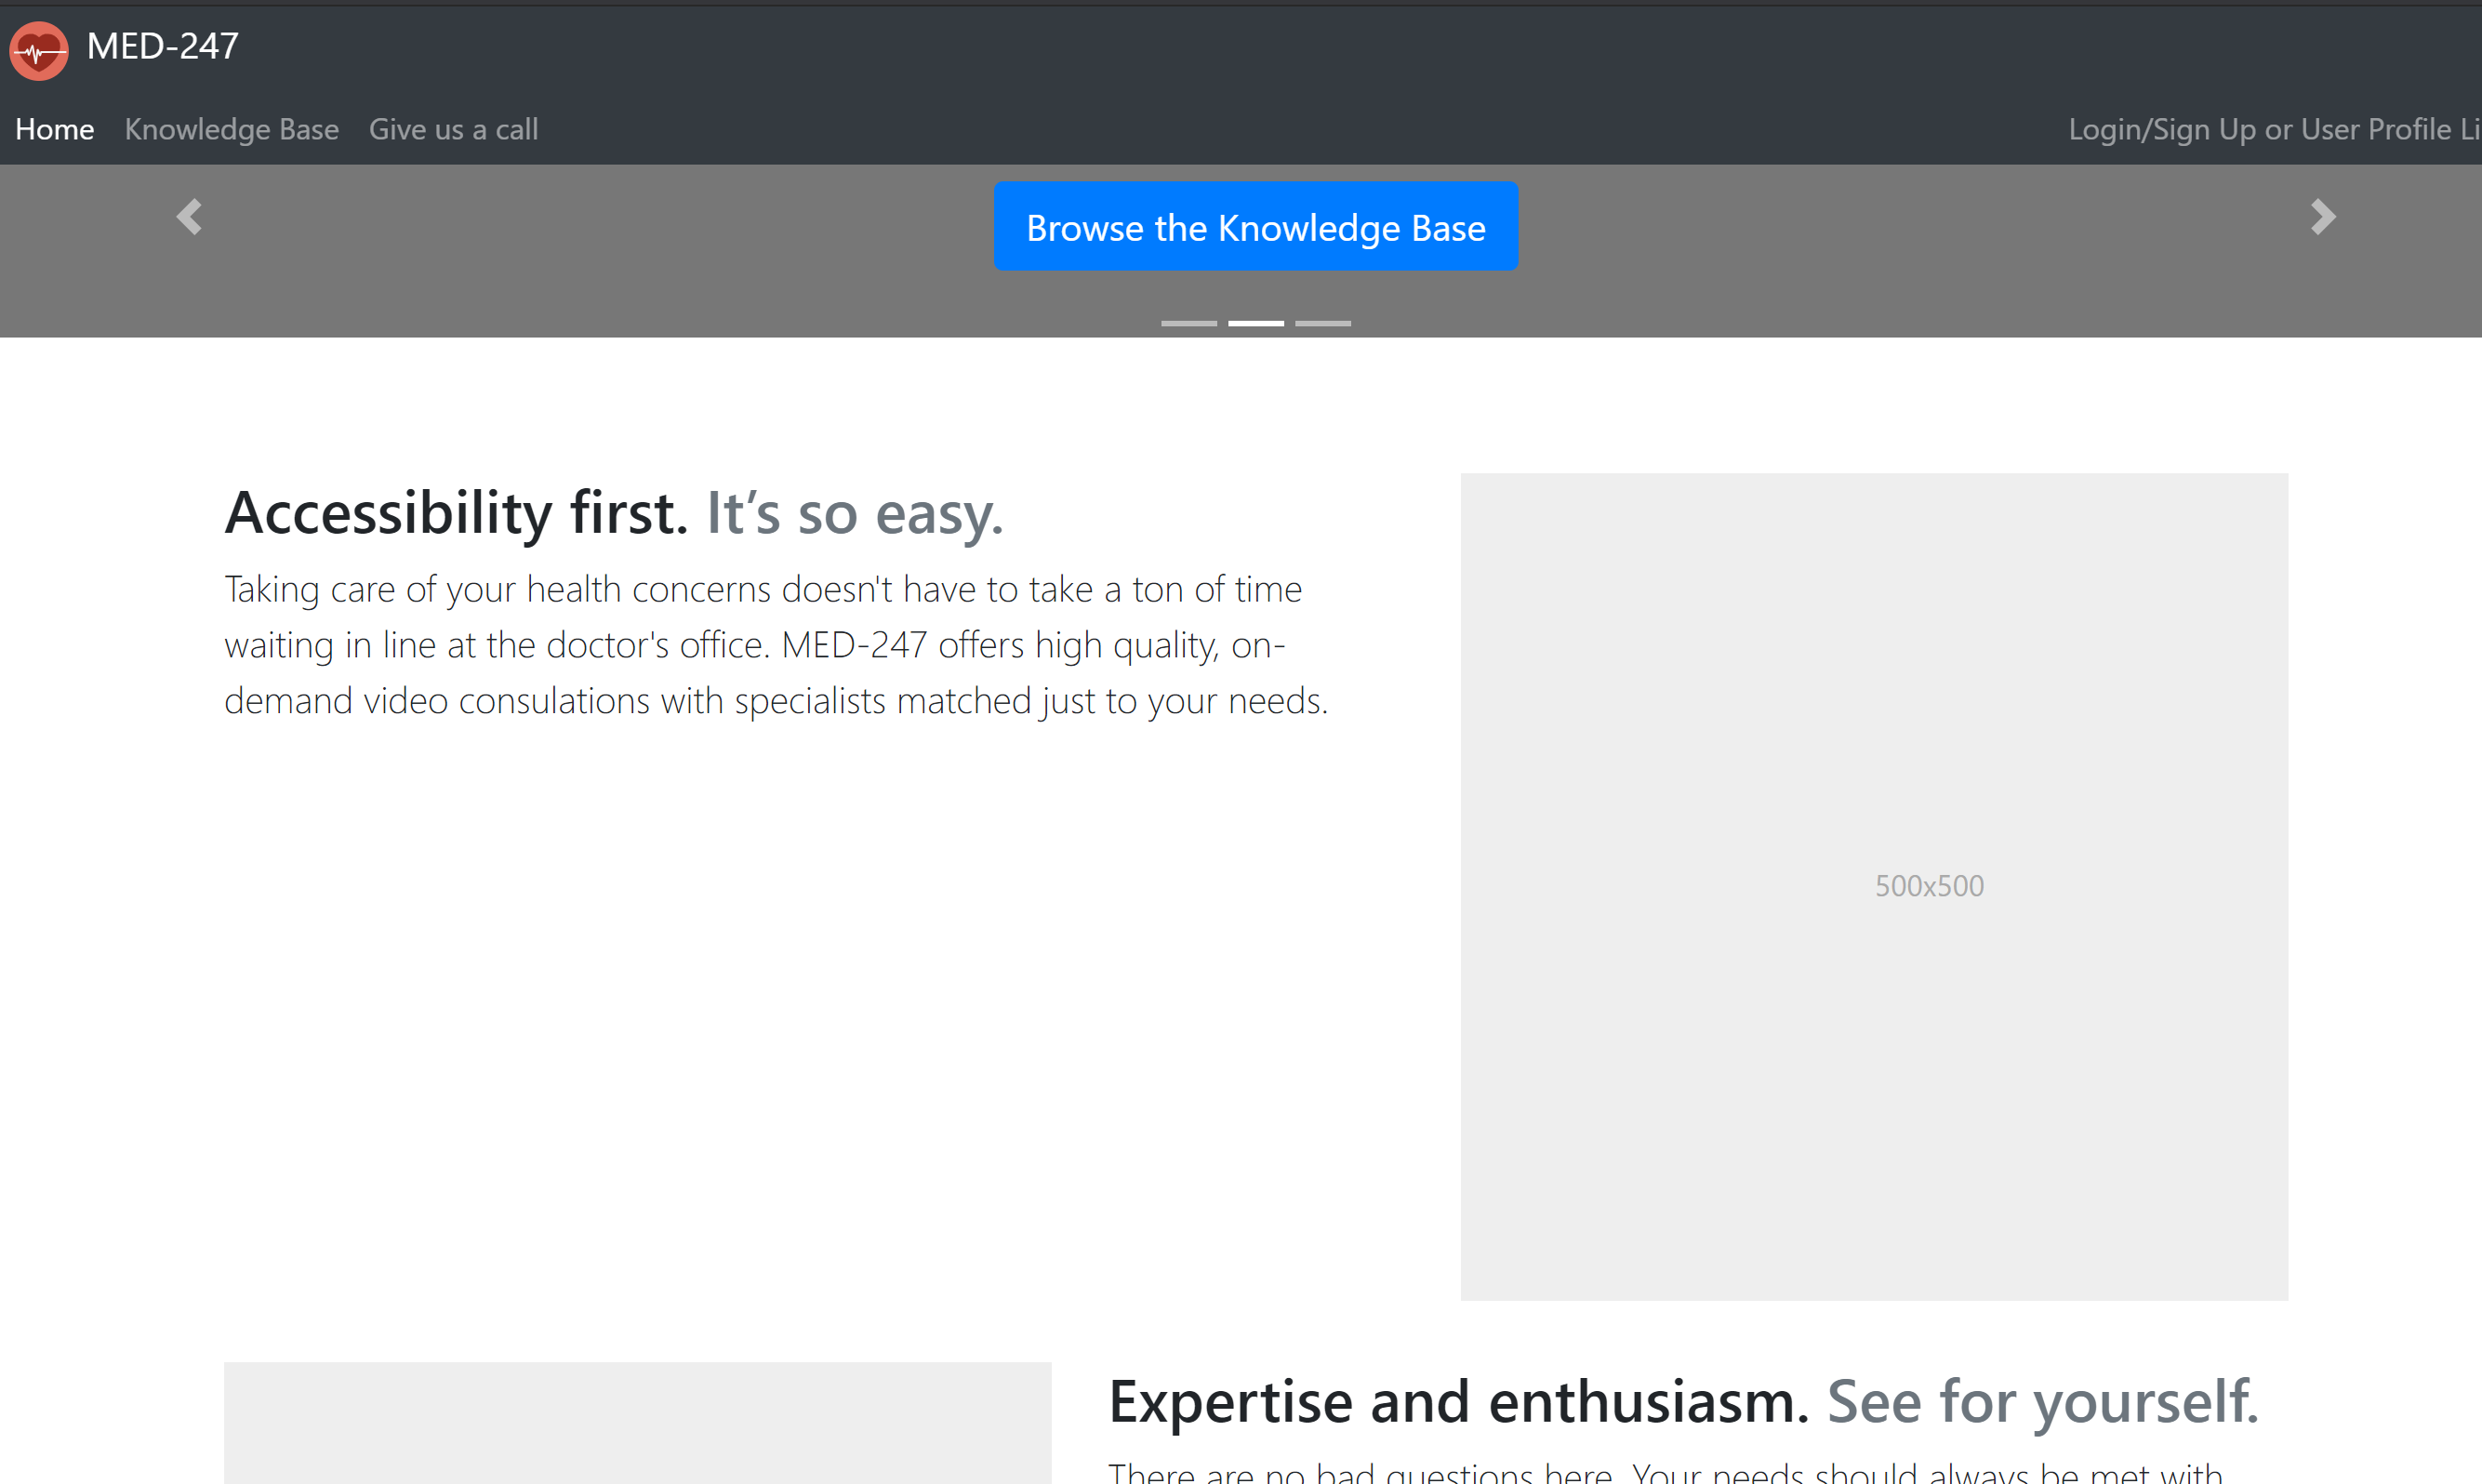 MED-247
Home Knowledge Base Give us a call Login/Sign Up or User Profile Li
Browse the Knowledge Base
Accessibility first. It’s so easy.
Taking care of your health concerns doesn't have to take a ton of time
waiting in line at the doctor's office. MED-247 offers high quality, on-
demand video consulations with specialists matched just to your needs.
500x500
Expertise and enthusiasm. See for yourself.
There are no bad questions here. Your needs should always be met with